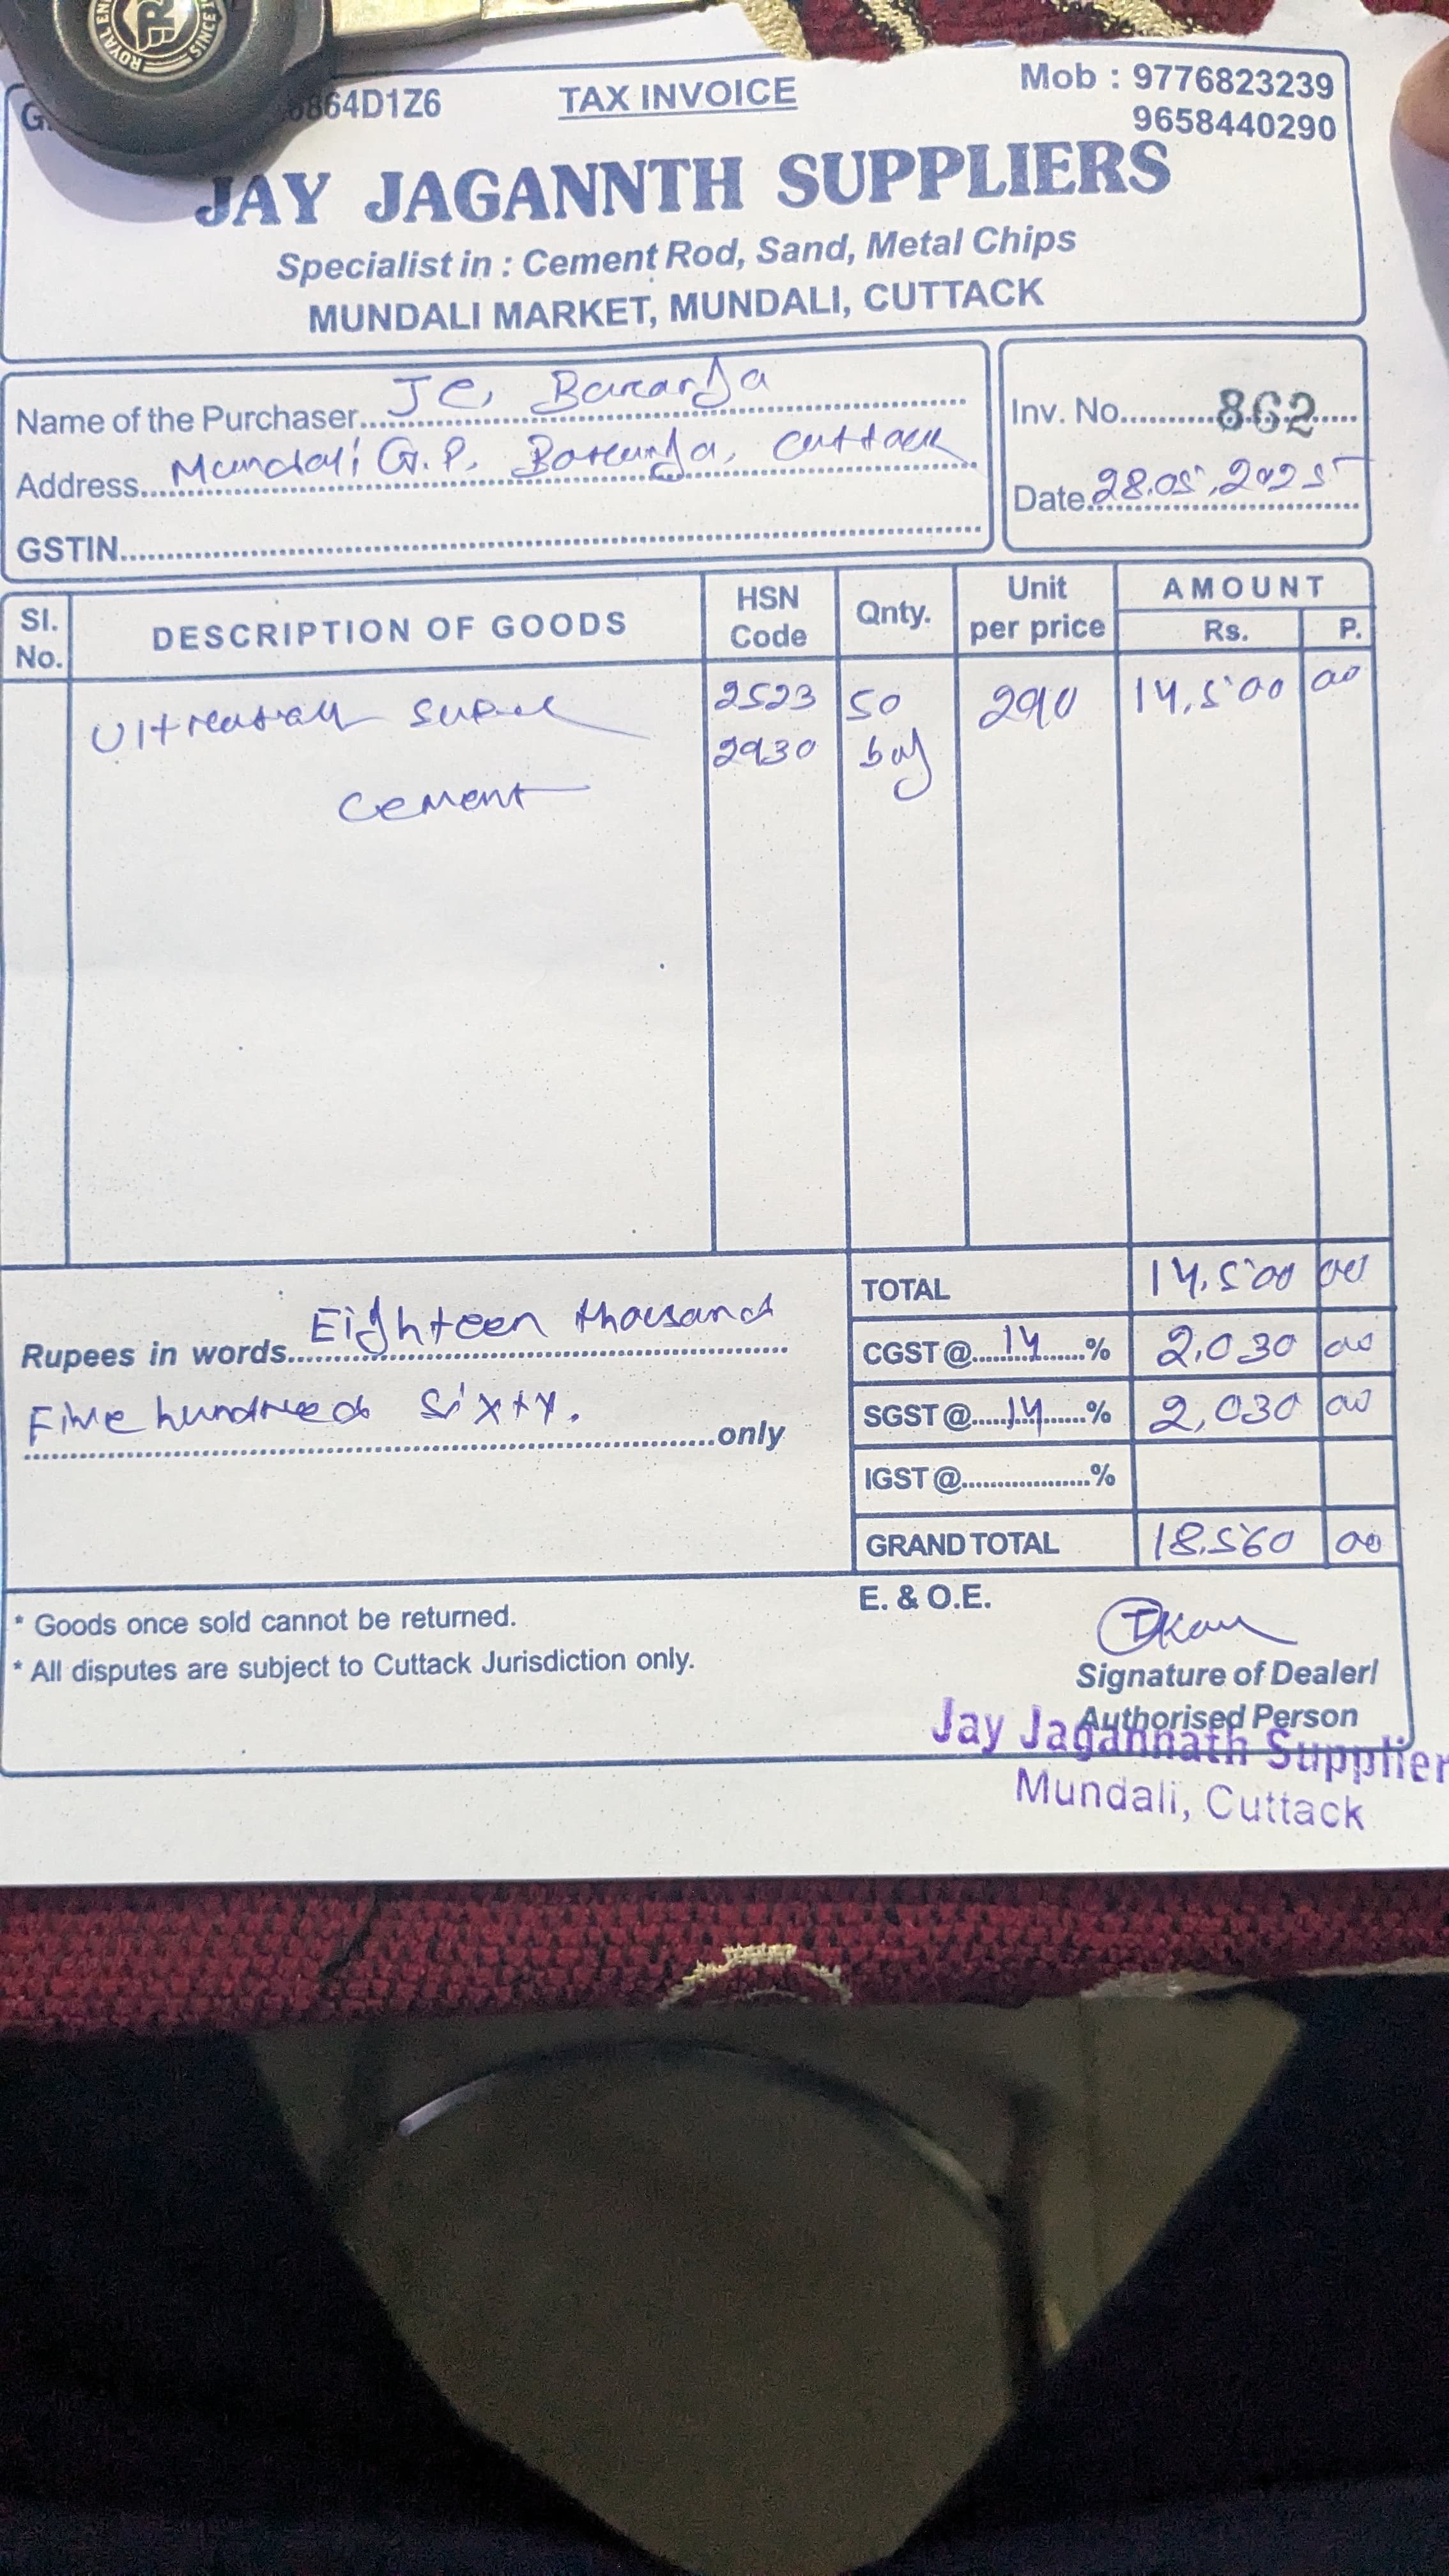 ROYAL EN
SINCE
G
864D1Z6
TAX INVOICE
Mob : 9776823239
9658440290
JAY JAGANNTH SUPPLIERS
Specialist in : Cement Rod, Sand, Metal Chips
MUNDALI MARKET, MUNDALI, CUTTACK
Name of the Purchaser.... JE, Bararda
Address.... Mundali G.P. Cuttack
GSTIN....
Inv. No.... 862
Date. 28.05.2025
Sl. No.
DESCRIPTION OF GOODS
HSN Code
Qnty.
Unit per price
AMOUNT
Rs.
P.
Cement
2523
2930
50
bag
290
14,500 00
TOTAL 14,500 00
CGST@ 14 % 2,030 00
SGST@ 14 % 2,030 00
IGST@....%
GRAND TOTAL 18,560 00
Rupees in words.... Eighteen thousand
Five hundred sixty. ....only
E. & O.E.
* Goods once sold cannot be returned.
* All disputes are subject to Cuttack Jurisdiction only.
Signature of Dealer/
Authorised Person
Jay Jagannath Supplier
Mundali, Cuttack